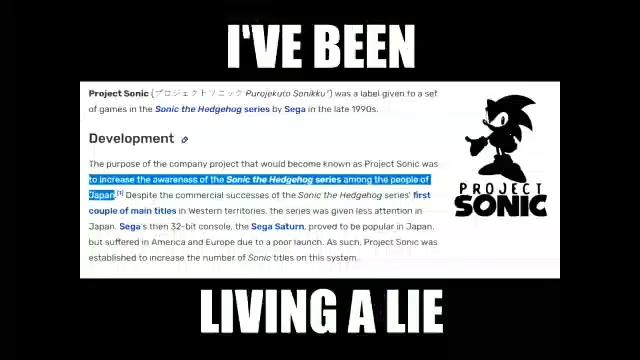 I'VE BEEN
Project Sonic (プロジェクトソニック Purojekuto Sonikku?) was a label given to a set
of games in the Sonic the Hedgehog series by Sega in the late 1990s.
Development
The purpose of the company project that would become known as Project Sonic was
to increase the awareness of the Sonic the Hedgehog series among the people of
Japan.[1] Despite the commercial successes of the Sonic the Hedgehog series' first
couple of main titles in Western territories, the series was given less attention in
Japan. Sega's then 32-bit console, the Sega Saturn, proved to be popular in Japan,
but suffered in America and Europe due to a poor launch. As such, Project Sonic was
established to increase the number of Sonic titles on this system.
PROJECT
SONIC
LIVING A LIE